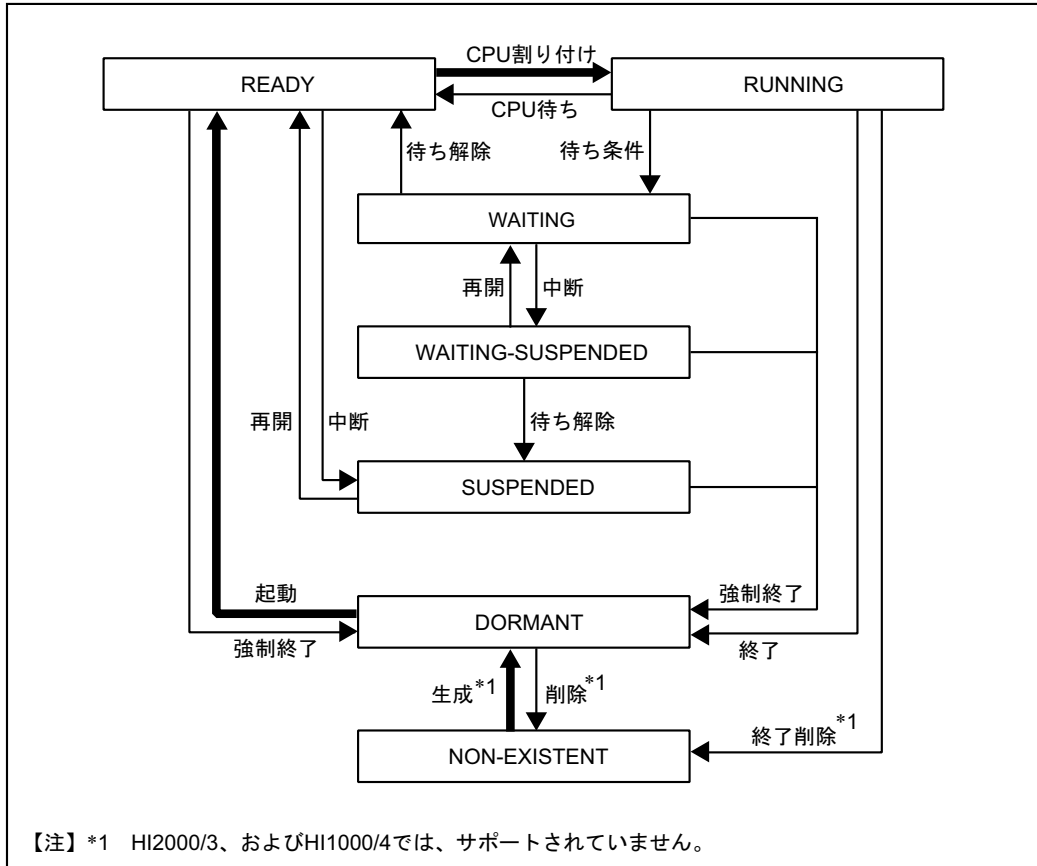 CPU割り付け
READY
RUNNING
CPU待ち
待ち解除
待ち条件
WAITING
再開
中断
WAITING-SUSPENDED
再開
中断
待ち解除
SUSPENDED
起動
強制終了
DORMANT
強制終了
終了
生成*1
削除*1
終了削除*1
NON-EXISTENT
【注】*1 HI2000/3、およびHI1000/4では、サポートされていません。